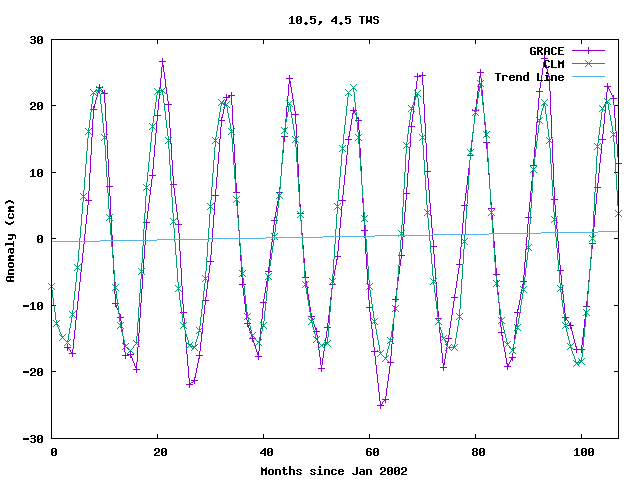 10.5, 4.5 TWS
GRACE
CLM
Trend Line
30
20
10
0
-10
-20
-30
Anomaly (cm)
0 20 40 60 80 100
Months since Jan 2002